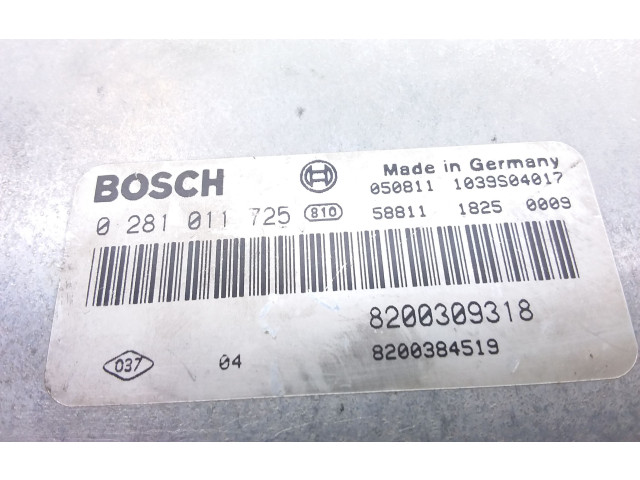 BOSCH
Made in Germany
050811 1039S04017
0 281 011 725 810 58811 1825 0009
8200309318
037 04 8200384519